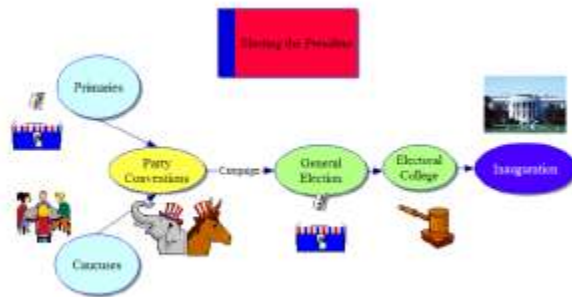 Electing the President
Primaries
Party
Conventions
Campaign
General
Election
Electoral
College
Inauguration
Caucuses